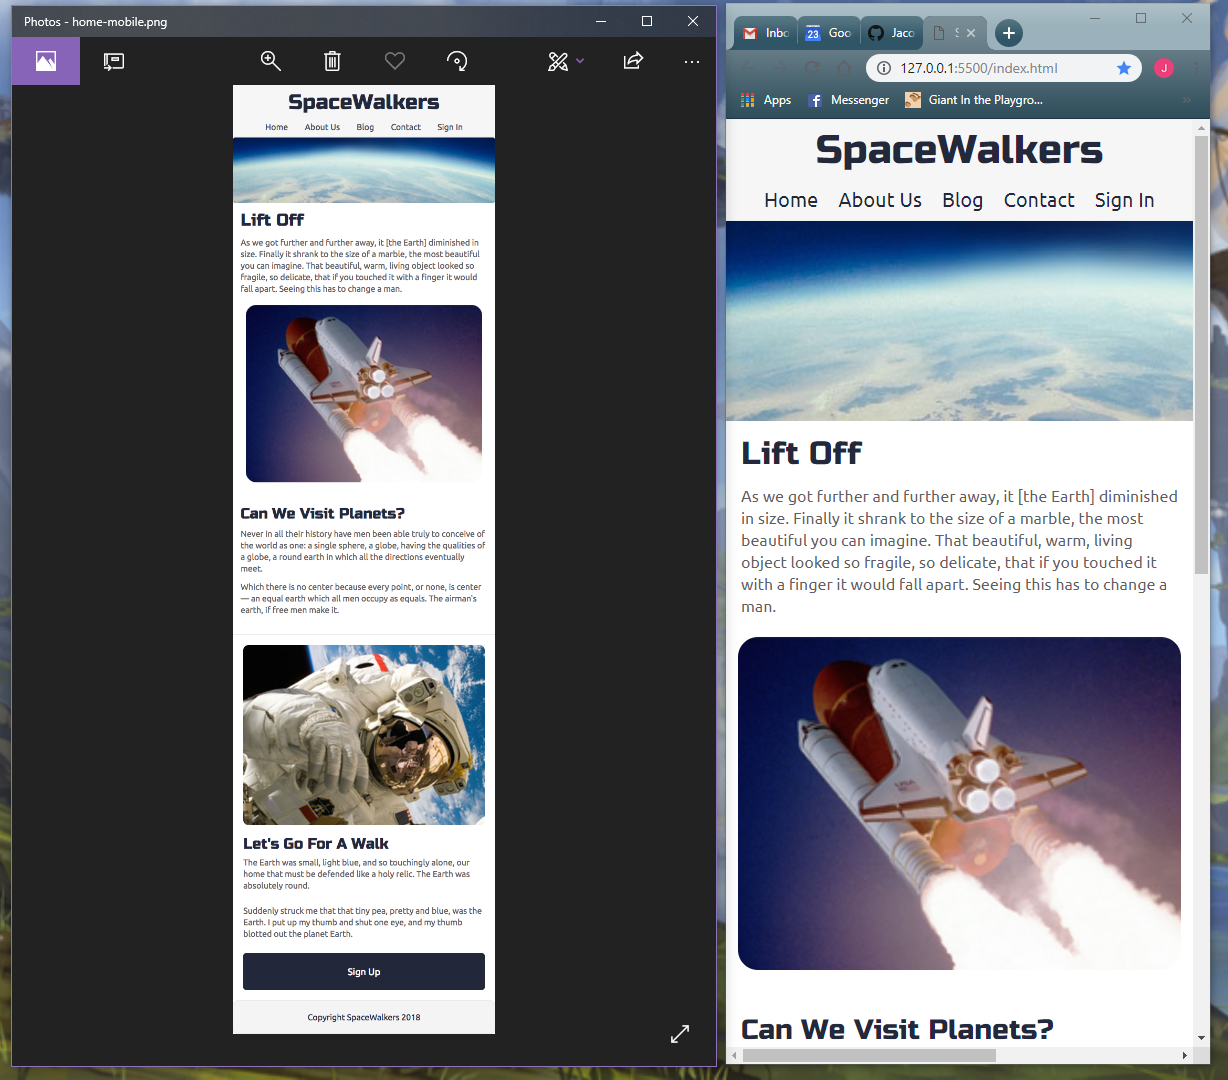 Photos - home-mobile.png
SpaceWalkers
Home About Us Blog Contact Sign In
Lift Off
As we got further and further away, it [the Earth] diminished in
size. Finally it shrank to the size of a marble, the most beautiful
you can imagine. That beautiful, warm, living object looked so
fragile, so delicate, that if you touched it with a finger it would
fall apart. Seeing this has to change a man.
Can We Visit Planets?
Never in all their history have men been able truly to conceive of
the world as one: a single sphere, a globe, having the qualities of
a globe, a round earth in which all the directions eventually
meet.
Which there is no center because every point, or none, is center
— an equal earth which all men occupy as equals. The airman's
earth, if free men make it.
Let's Go For A Walk
The Earth was small, light blue, and so touchingly alone, our
home that must be defended like a holy relic. The Earth was
absolutely round.
Suddenly struck me that that tiny pea, pretty and blue, was the
Earth. I put up my thumb and shut one eye, and my thumb
blotted out the planet Earth.
Sign Up
Copyright SpaceWalkers 2018
Inbo
23 Goo
Jaco
S
127.0.0.1:5500/index.html
J
Apps Messenger Giant In the Playgro...
SpaceWalkers
Home About Us Blog Contact Sign In
Lift Off
As we got further and further away, it [the Earth] diminished
in size. Finally it shrank to the size of a marble, the most
beautiful you can imagine. That beautiful, warm, living
object looked so fragile, so delicate, that if you touched it
with a finger it would fall apart. Seeing this has to change a
man.
USA
Can We Visit Planets?